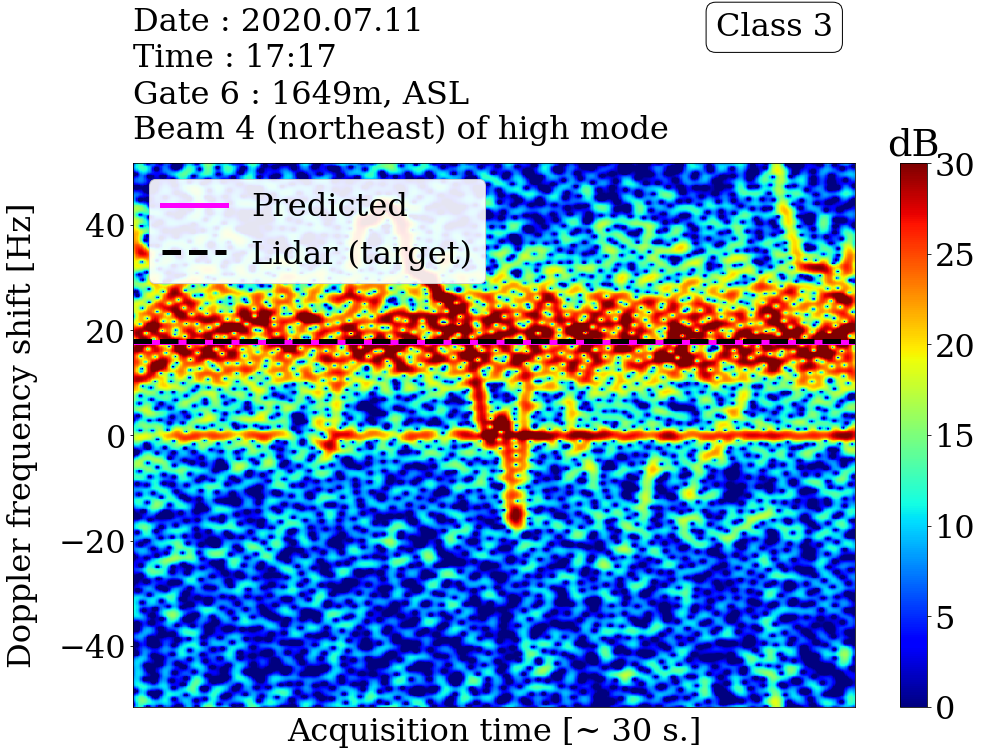 Date : 2020.07.11
Time : 17:17
Gate 6 : 1649m, ASL
Beam 4 (northeast) of high mode
Class 3
dB
Predicted
Lidar (target)
Doppler frequency shift [Hz]
40
20
0
−20
−40
30
25
20
15
10
5
0
Acquisition time [~ 30 s.]